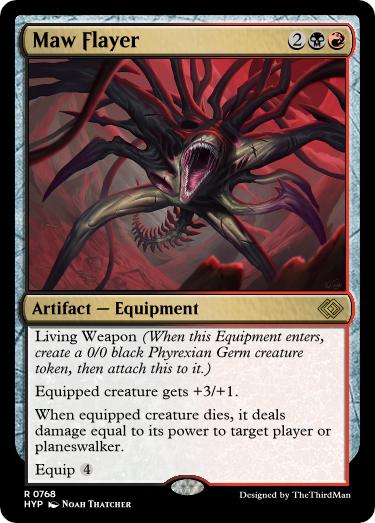 Maw Flayer 2
Artifact — Equipment
Living Weapon (When this Equipment enters,
create a 0/0 black Phyrexian Germ creature
token, then attach this to it.)
Equipped creature gets +3/+1.
When equipped creature dies, it deals
damage equal to its power to target player or
planeswalker.
Equip 4
R 0768
HYP Noah Thatcher
Designed by TheThirdMan